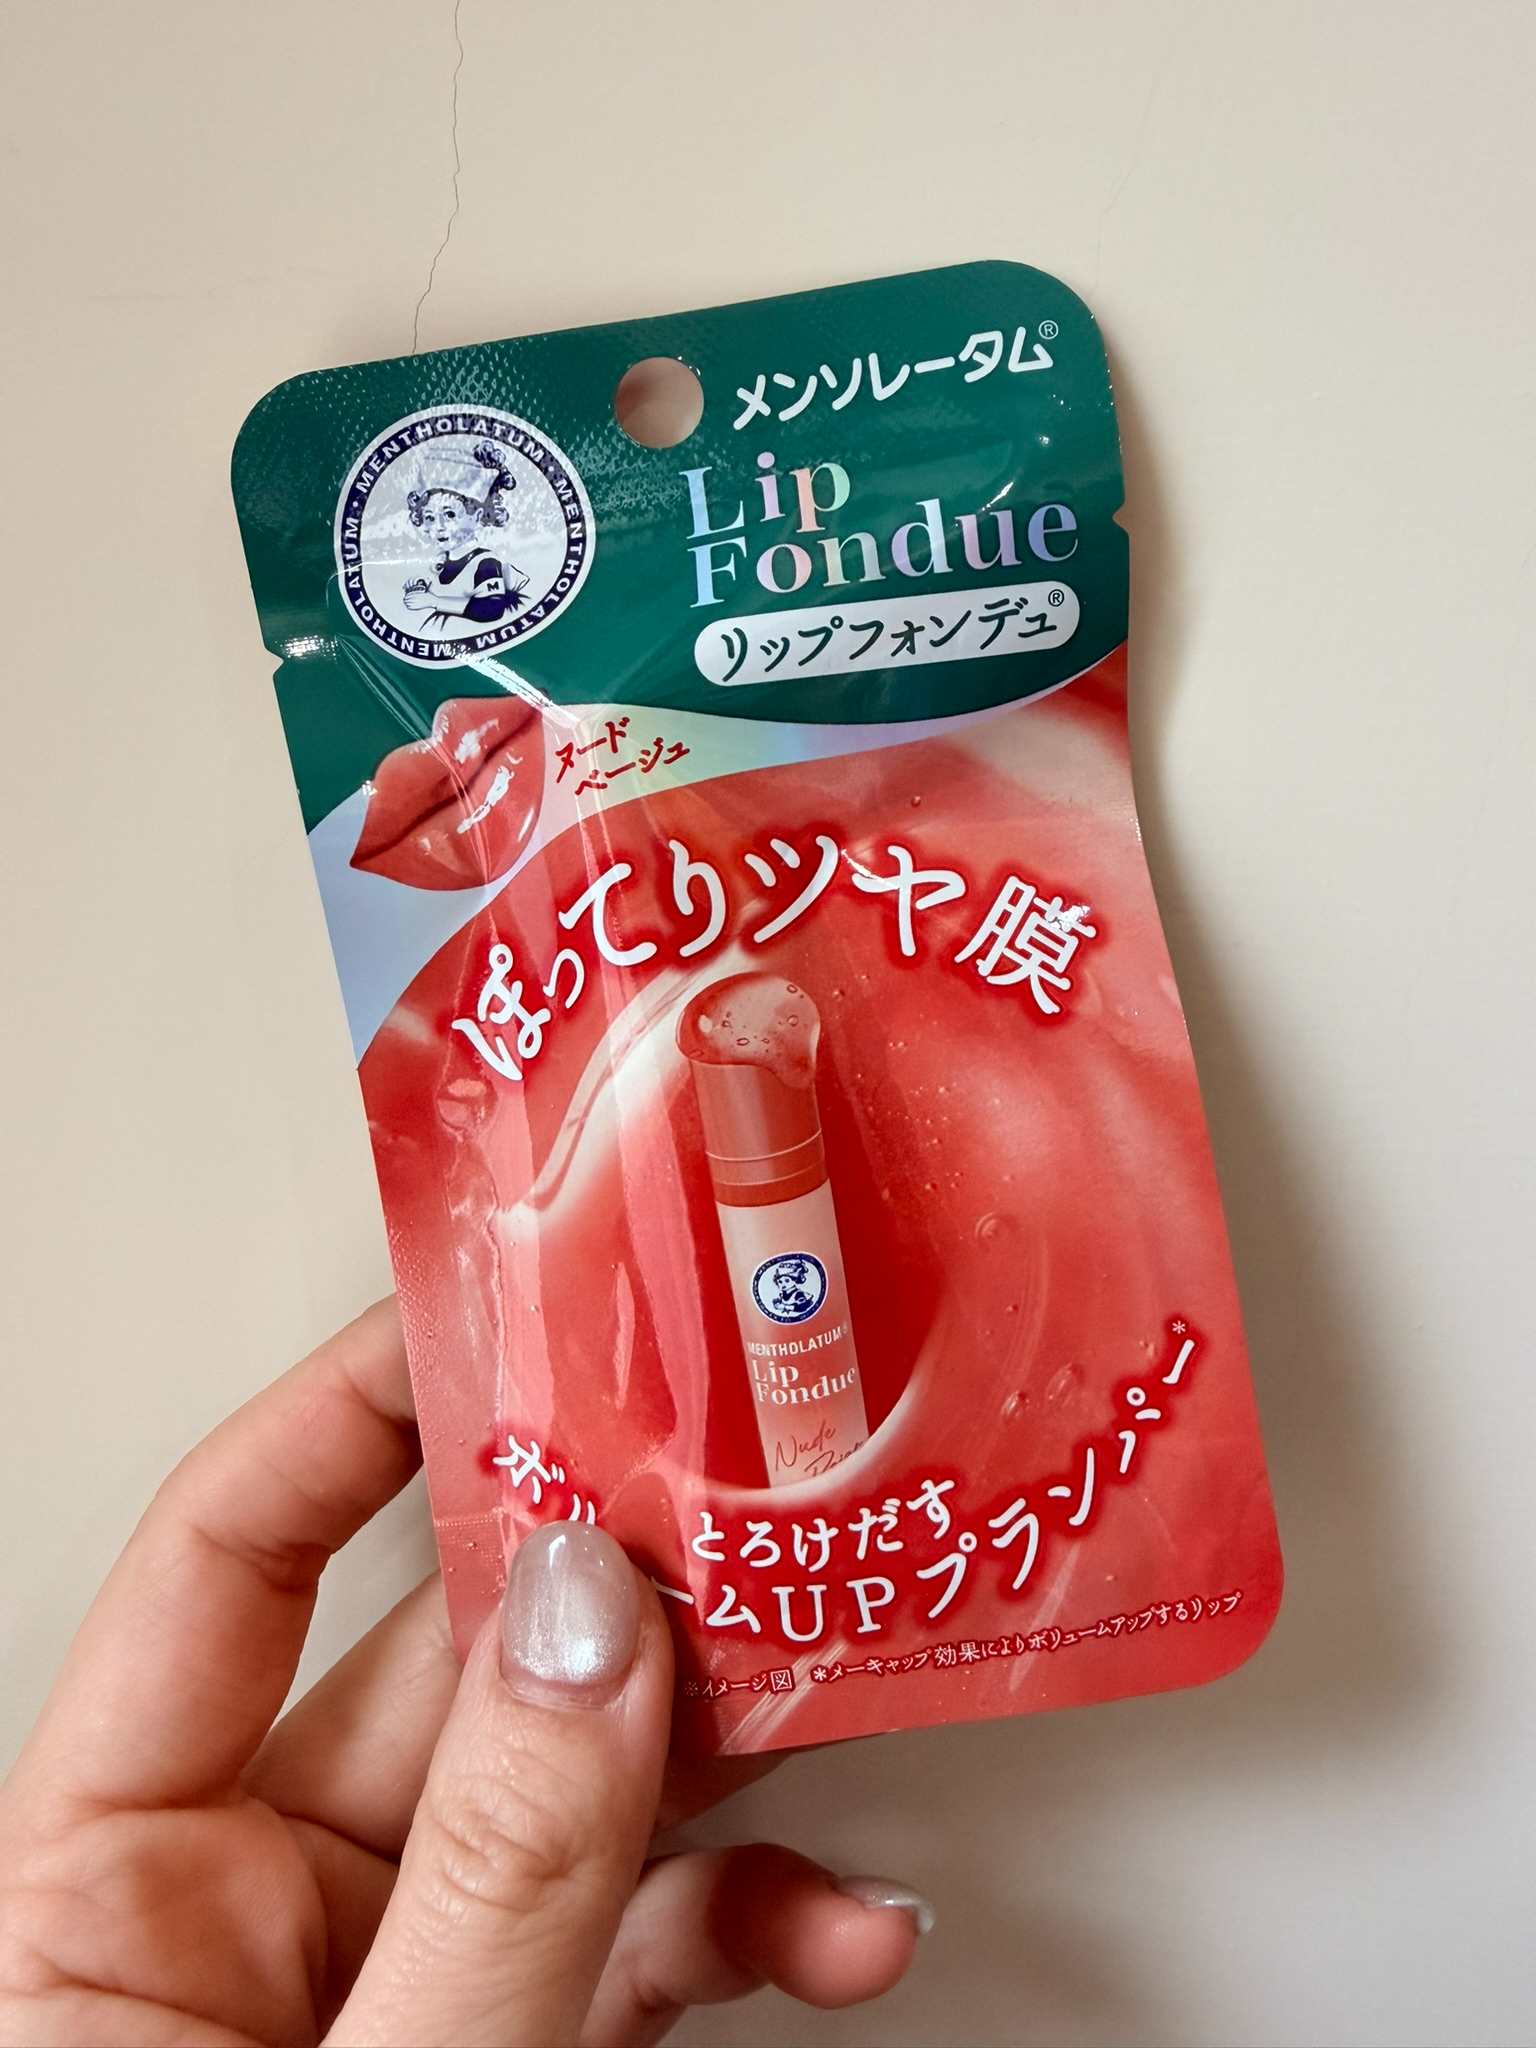 メンソレータム®
Lip
Fondue
リップフォンデュ®
MENTHOLATUM • MENTHOLATUM • MENTHOLATUM
ヌード
ベージュ
ぽってりツヤ膜
MENTHOLATUM®
Lip
Fondue
Nude
とろけだす
ームUPプランパー*
※イメージ図 *メーキャップ効果によりボリュームアップするリップ